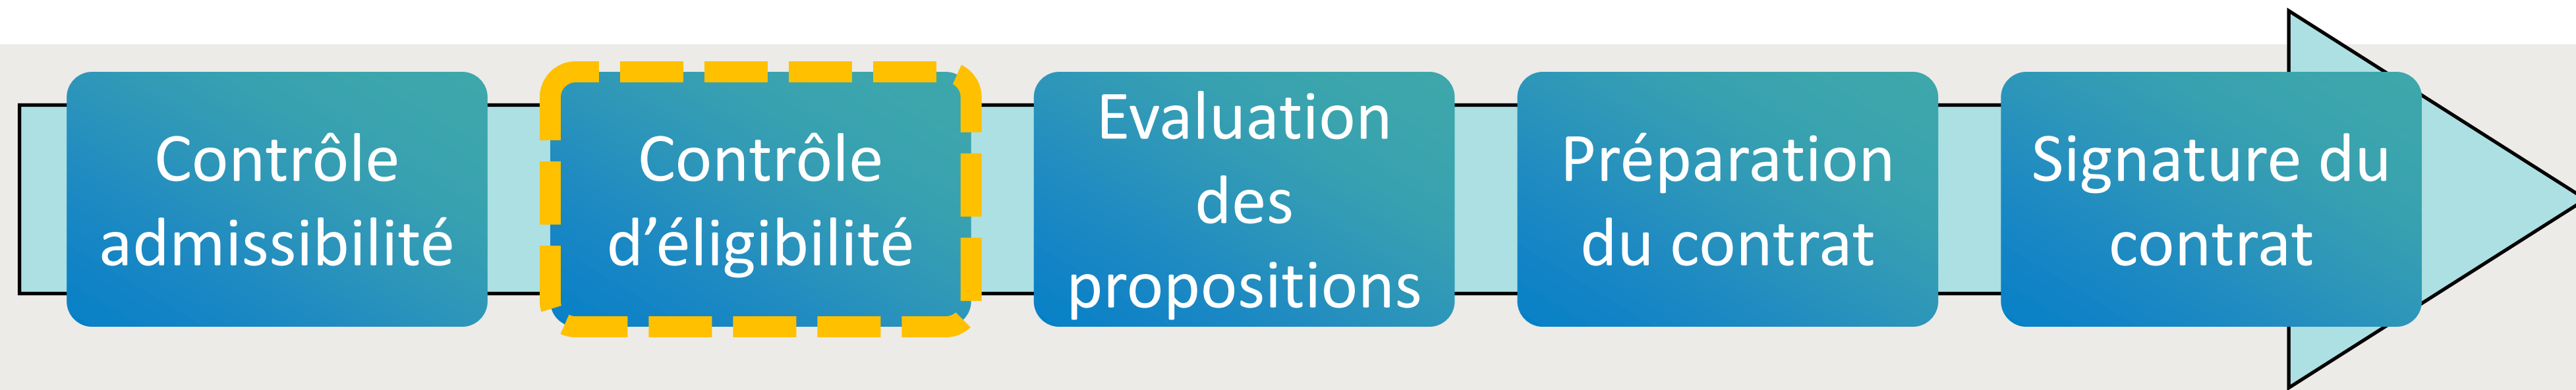 Contrôle
admissibilité
Contrôle
d’éligibilité
Evaluation
des
propositions
Préparation
du contrat
Signature du
contrat